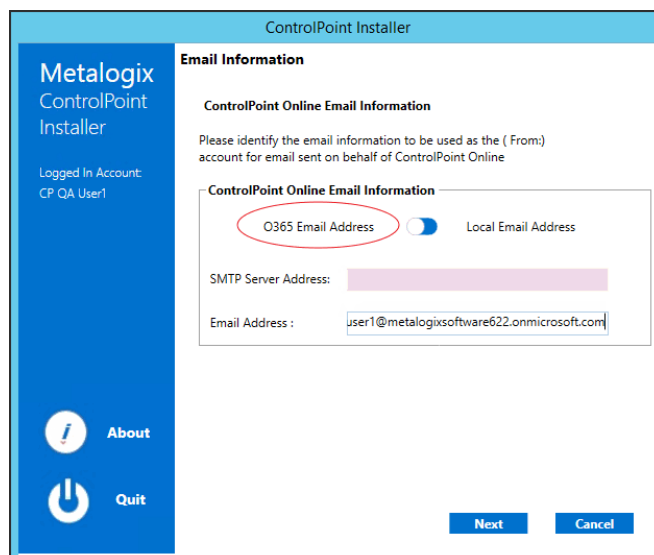 ControlPoint Installer
Metalogix
ControlPoint
Installer
Logged In Account:
CP QA User1
About
Quit
Email Information
ControlPoint Online Email Information
Please identify the email information to be used as the ( From:)
account for email sent on behalf of ControlPoint Online
ControlPoint Online Email Information
O365 Email Address
Local Email Address
SMTP Server Address:
Email Address :
user1@metalogixsoftware622.onmicrosoft.com
Next
Cancel